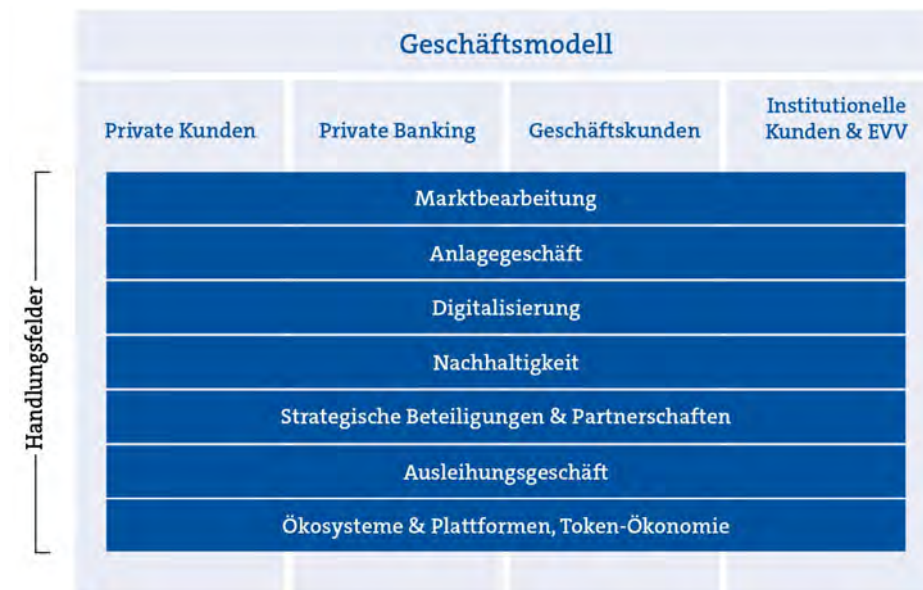 Geschäftsmodell
Private Kunden
Private Banking
Geschäftskunden
Institutionelle
Kunden & EVV
Handlungsfelder
Marktbearbeitung
Anlagegeschäft
Digitalisierung
Nachhaltigkeit
Strategische Beteiligungen & Partnerschaften
Ausleihungsgeschäft
Ökosysteme & Plattformen, Token-Ökonomie